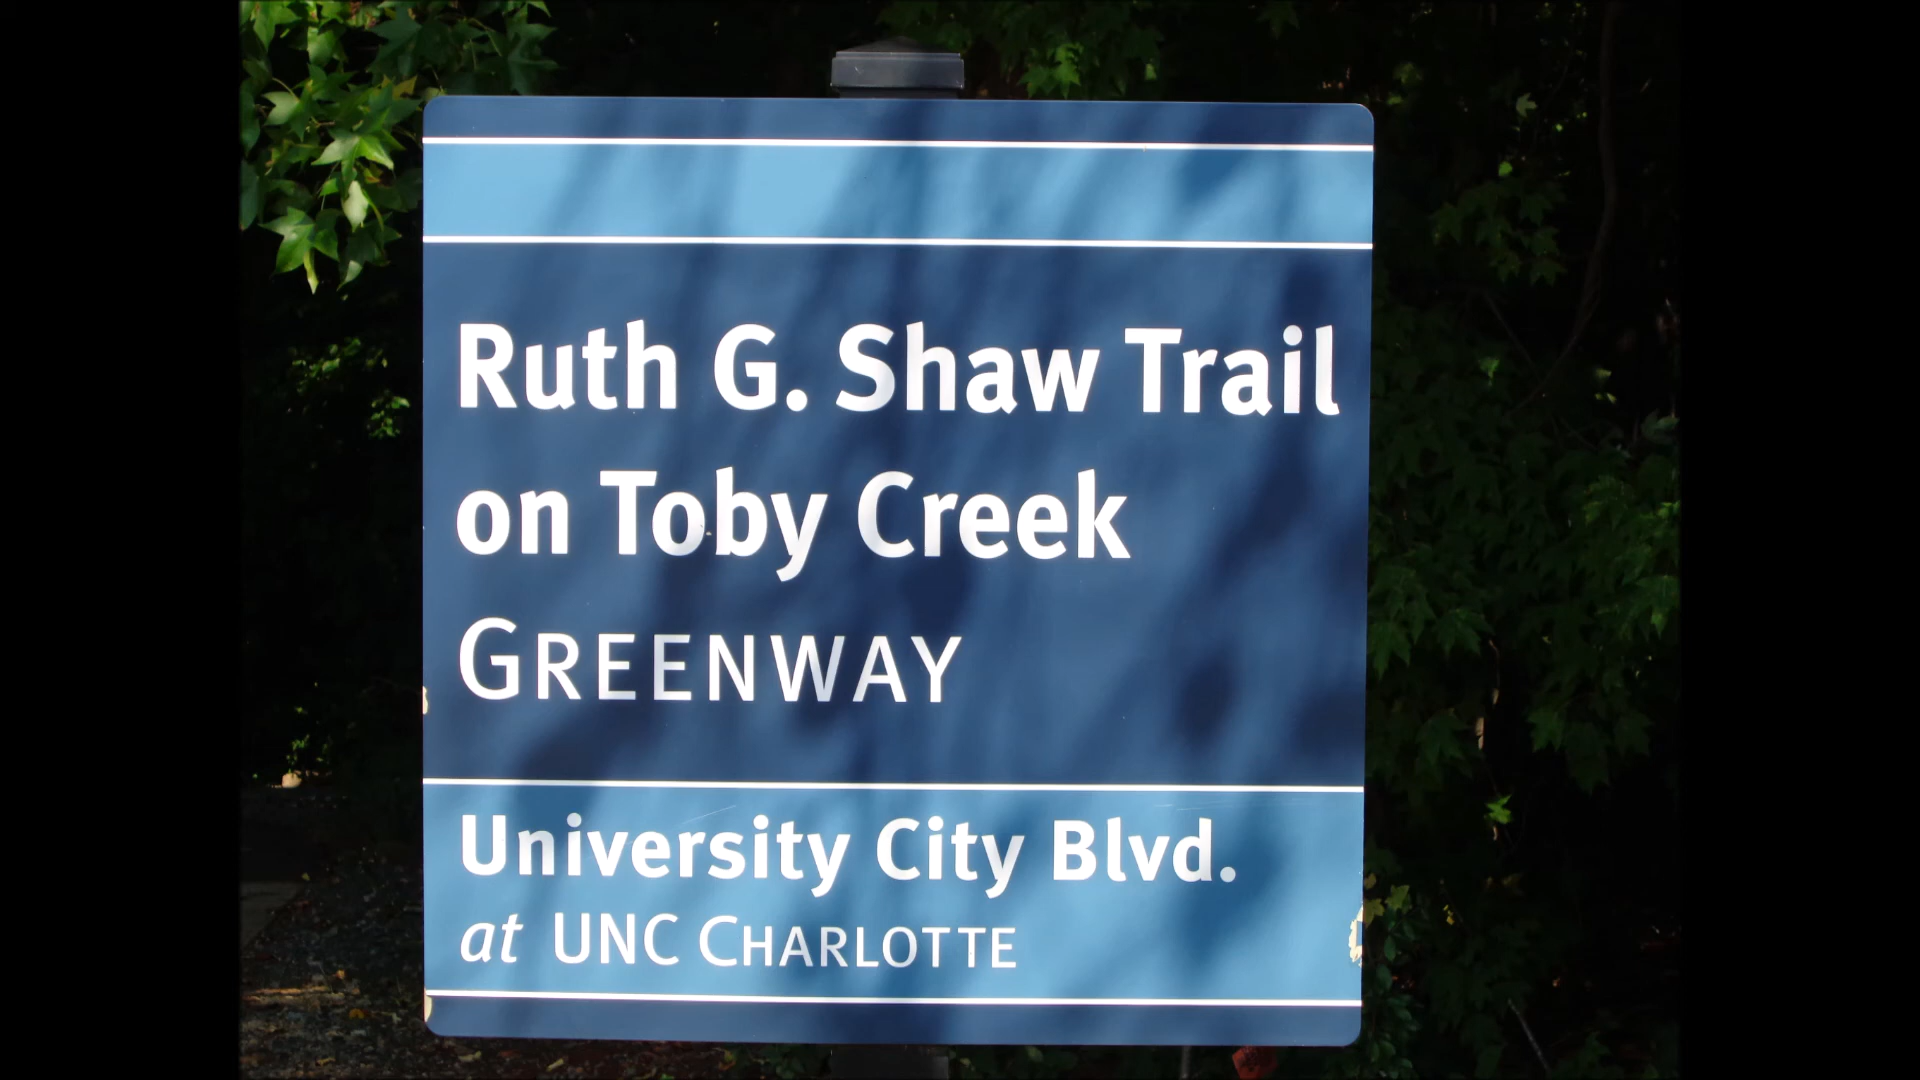 Ruth G. Shaw Trail
on Toby Creek
GREENWAY
University City Blvd.
at UNC CHARLOTTE